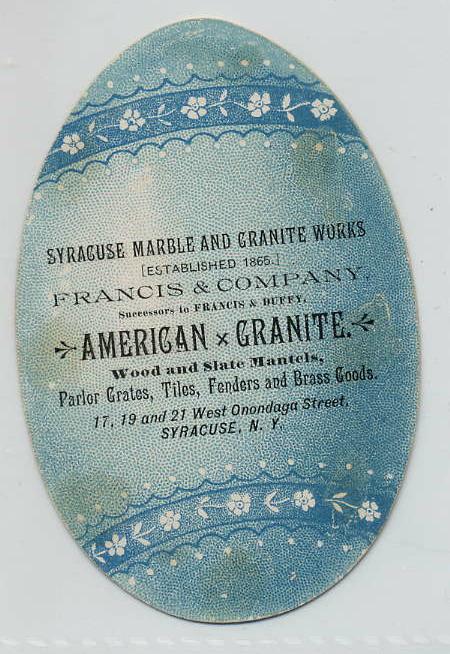 SYRACUSE MARBLE AND GRANITE WORKS
[ESTABLISHED 1865.]
FRANCIS & COMPANY,
Successors to FRANCIS & DUFFY,
AMERICAN x GRANITE.
Wood and Slate Mantels,
Parlor Grates, Tiles, Fenders and Brass Goods.
17, 19 and 21 West Onondaga Street,
SYRACUSE, N. Y.